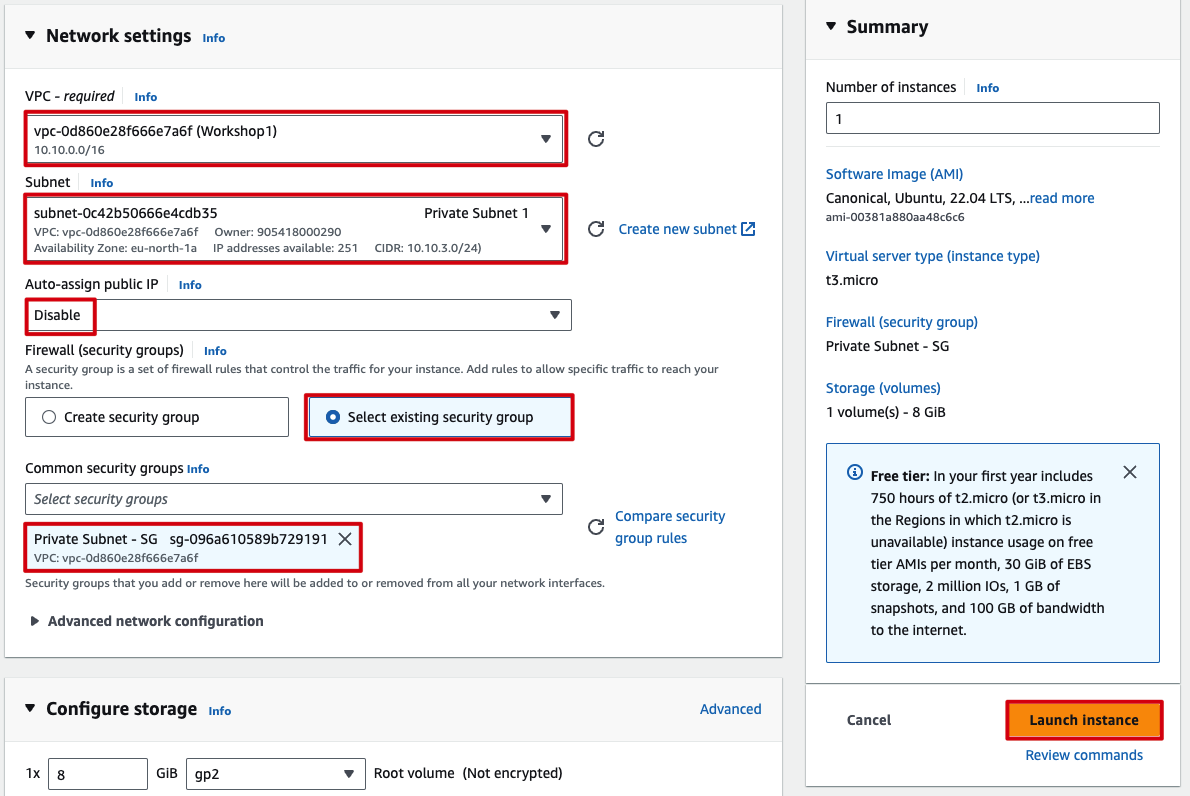 Network settings Info
VPC - required Info
vpc-0d860e28f666e7a6f (Workshop1)
10.10.0.0/16
Subnet Info
subnet-0c42b50666e4cdb35 Private Subnet 1
VPC: vpc-0d860e28f666e7a6f Owner: 905418000290
Availability Zone: eu-north-1a IP addresses available: 251 CIDR: 10.10.3.0/24)
Create new subnet
Auto-assign public IP Info
Disable
Firewall (security groups) Info
A security group is a set of firewall rules that control the traffic for your instance. Add rules to allow specific traffic to reach your
instance.
Create security group
Select existing security group
Common security groups Info
Select security groups
Private Subnet - SG sg-096a610589b729191
VPC: vpc-0d860e28f666e7a6f
Compare security
group rules
Security groups that you add or remove here will be added to or removed from all your network interfaces.
Advanced network configuration
Configure storage Info
Advanced
1x 8 GiB gp2 Root volume (Not encrypted)
Summary
Number of instances Info
1
Software Image (AMI)
Canonical, Ubuntu, 22.04 LTS, ...read more
ami-00381a880aa48c6c6
Virtual server type (instance type)
t3.micro
Firewall (security group)
Private Subnet - SG
Storage (volumes)
1 volume(s) - 8 GiB
Free tier: In your first year includes
750 hours of t2.micro (or t3.micro in
the Regions in which t2.micro is
unavailable) instance usage on free
tier AMIs per month, 30 GiB of EBS
storage, 2 million IOs, 1 GB of
snapshots, and 100 GB of bandwidth
to the internet.
Cancel
Launch instance
Review commands